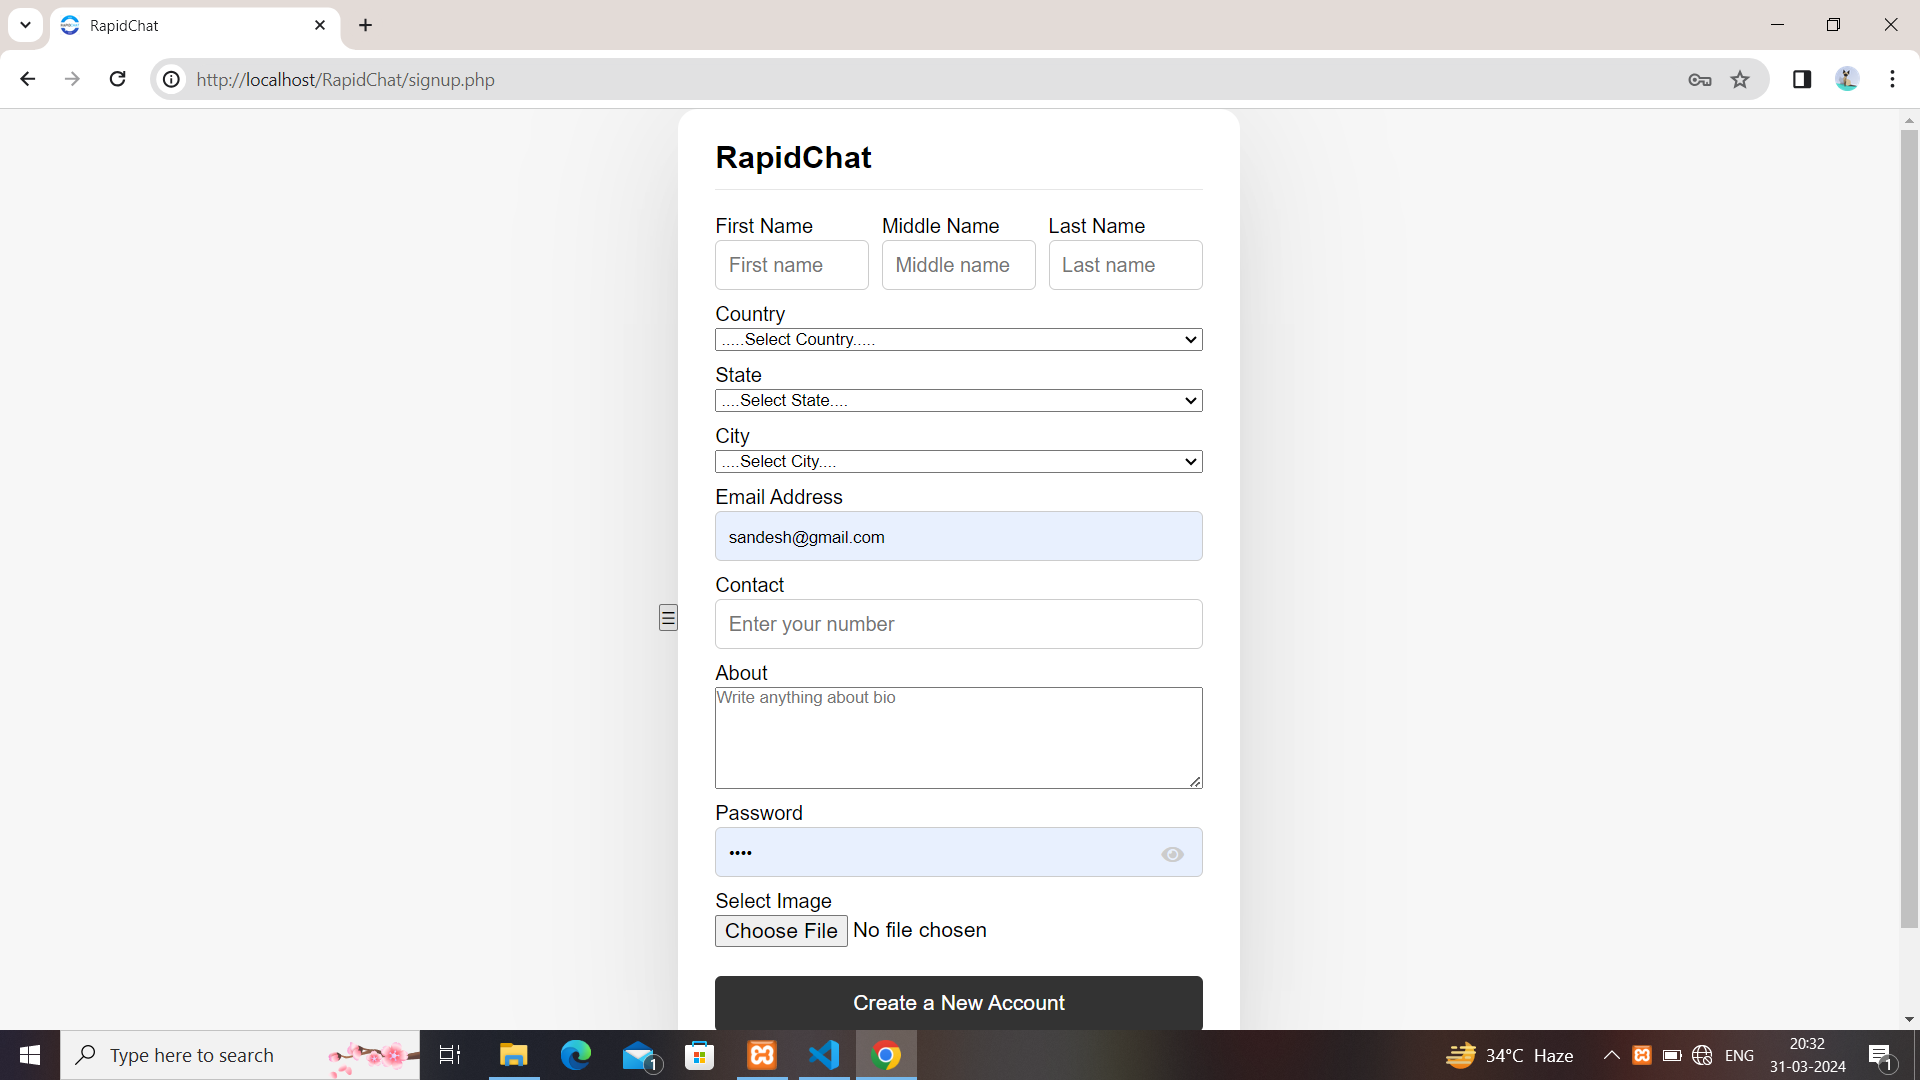 RapidChat
http://localhost/RapidChat/signup.php
RapidChat
First Name Middle Name Last Name
First name Middle name Last name
Country
.....Select Country.....
State
....Select State....
City
....Select City....
Email Address
sandesh@gmail.com
Contact
Enter your number
☰
About
Write anything about bio
Password
••••
Select Image
Choose File No file chosen
Create a New Account
Type here to search
1
34°C Haze
ENG
20:32
31-03-2024
1